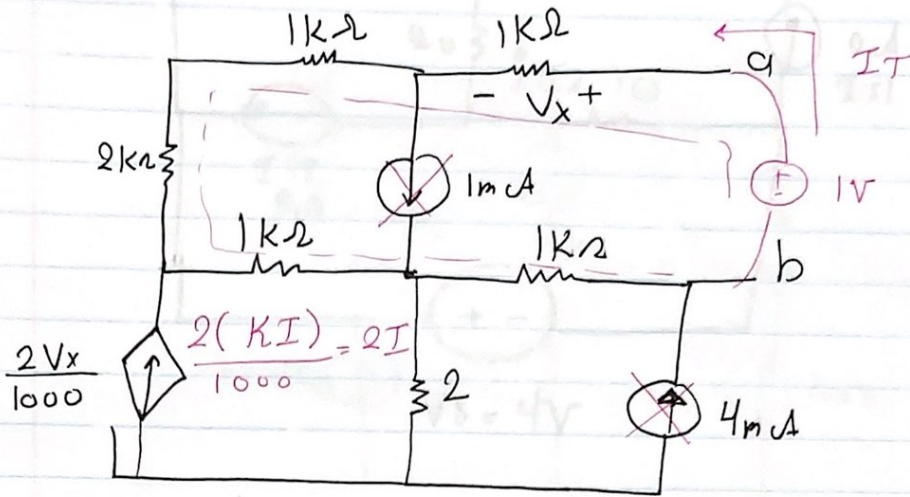 1KΩ 1KΩ
a IT
- Vx +
2KΩ
1mA
1V
1KΩ 1KΩ
b
2Vx/1000
2(KI)/1000 = 2I
2
4mA